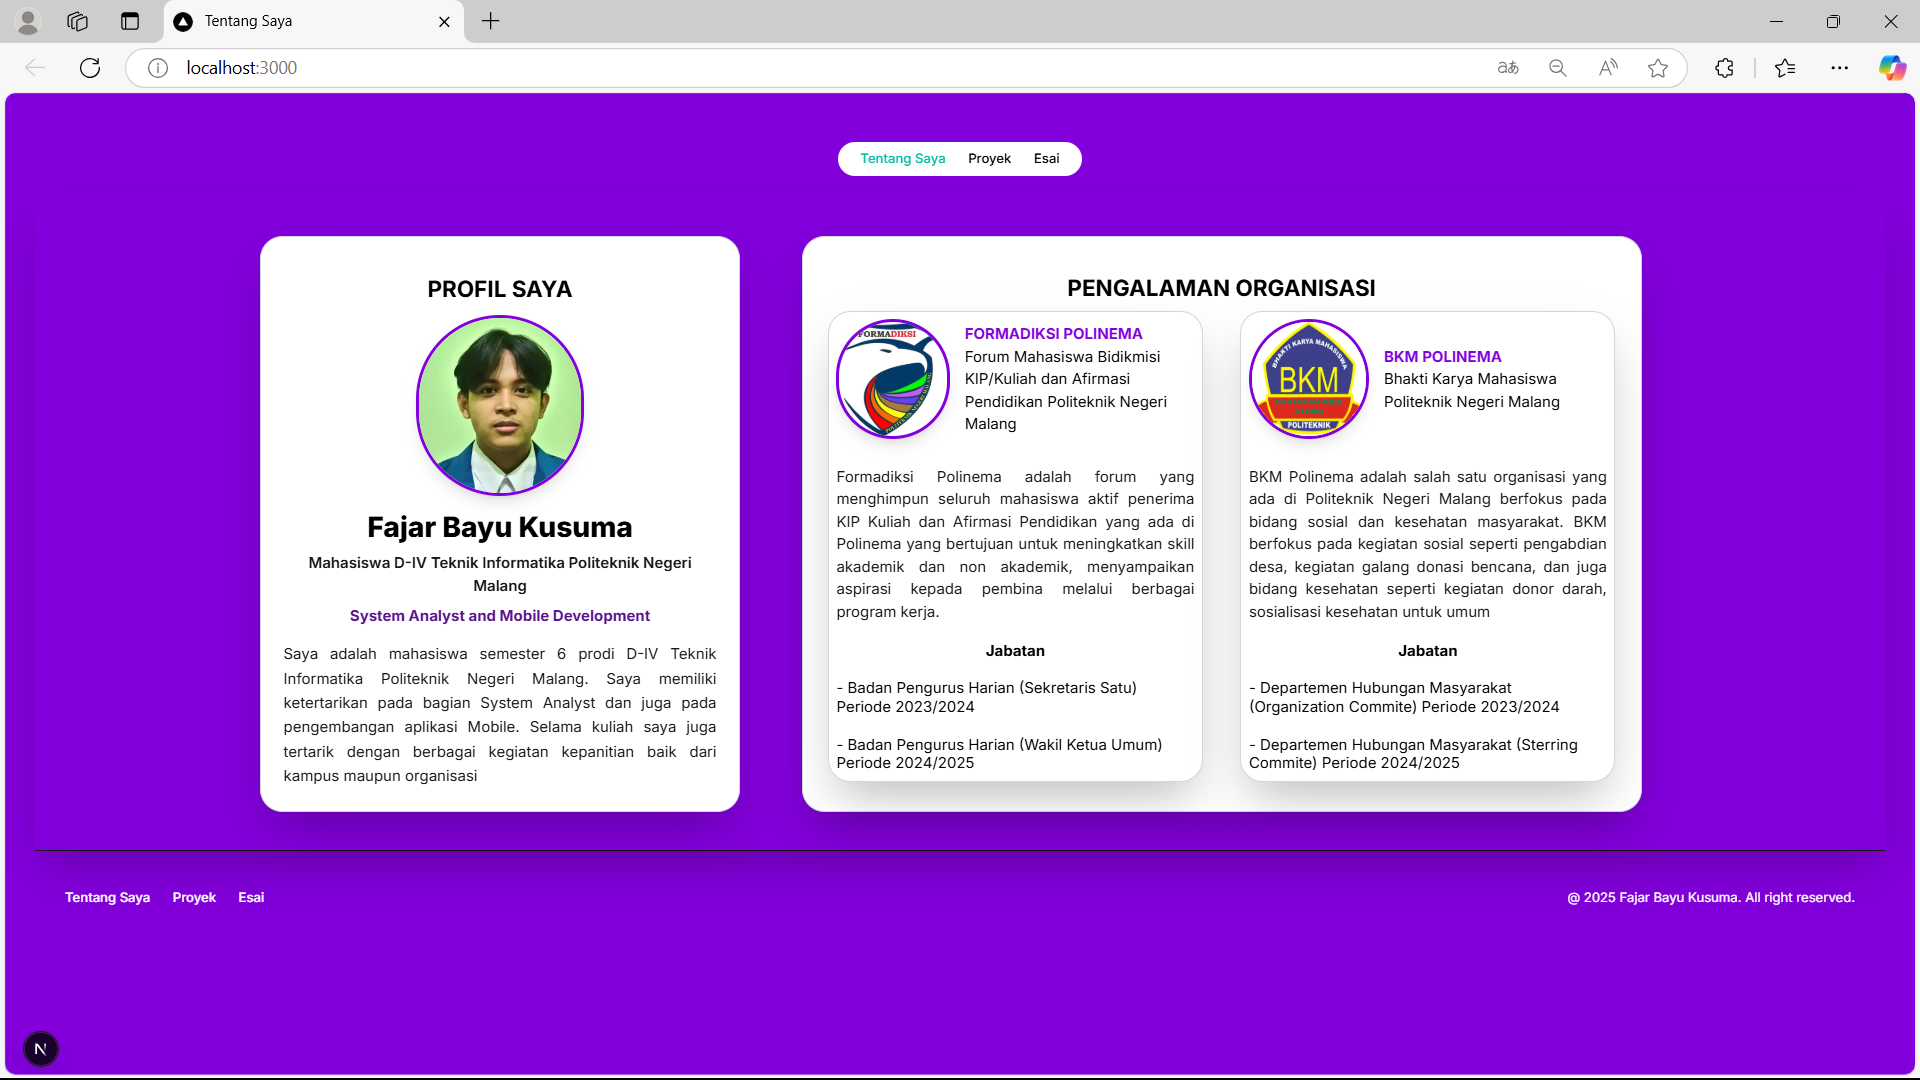 Tentang Saya
localhost:3000
Tentang Saya Proyek Esai
PROFIL SAYA
Fajar Bayu Kusuma
Mahasiswa D-IV Teknik Informatika Politeknik Negeri
Malang
System Analyst and Mobile Development
Saya adalah mahasiswa semester 6 prodi D-IV Teknik
Informatika Politeknik Negeri Malang. Saya memiliki
ketertarikan pada bagian System Analyst dan juga pada
pengembangan aplikasi Mobile. Selama kuliah saya juga
tertarik dengan berbagai kegiatan kepanitian baik dari
kampus maupun organisasi
PENGALAMAN ORGANISASI
FORMADIKSI
POLITEKNIK NEGERI MALANG
FORMADIKSI POLINEMA
Forum Mahasiswa Bidikmisi
KIP/Kuliah dan Afirmasi
Pendidikan Politeknik Negeri
Malang
Formadiksi Polinema adalah forum yang
menghimpun seluruh mahasiswa aktif penerima
KIP Kuliah dan Afirmasi Pendidikan yang ada di
Polinema yang bertujuan untuk meningkatkan skill
akademik dan non akademik, menyampaikan
aspirasi kepada pembina melalui berbagai
program kerja.
Jabatan
- Badan Pengurus Harian (Sekretaris Satu)
Periode 2023/2024
- Badan Pengurus Harian (Wakil Ketua Umum)
Periode 2024/2025
BHAKTI KARYA MAHASISWA
BKM
POLITEKNIK
BKM POLINEMA
Bhakti Karya Mahasiswa
Politeknik Negeri Malang
BKM Polinema adalah salah satu organisasi yang
ada di Politeknik Negeri Malang berfokus pada
bidang sosial dan kesehatan masyarakat. BKM
berfokus pada kegiatan sosial seperti pengabdian
desa, kegiatan galang donasi bencana, dan juga
bidang kesehatan seperti kegiatan donor darah,
sosialisasi kesehatan untuk umum
Jabatan
- Departemen Hubungan Masyarakat
(Organization Commite) Periode 2023/2024
- Departemen Hubungan Masyarakat (Sterring
Commite) Periode 2024/2025
Tentang Saya Proyek Esai
@ 2025 Fajar Bayu Kusuma. All right reserved.
N